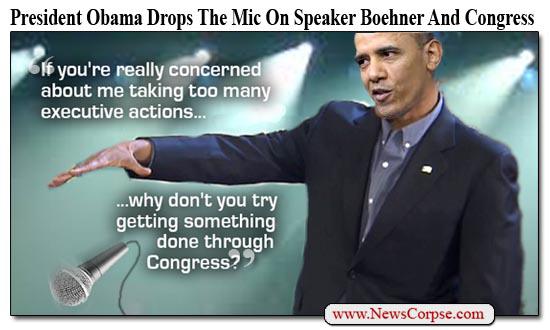 President Obama Drops The Mic On Speaker Boehner And Congress
“If you're really concerned
about me taking too many
executive actions...
...why don't you try
getting something
done through
Congress?”
www.NewsCorpse.com